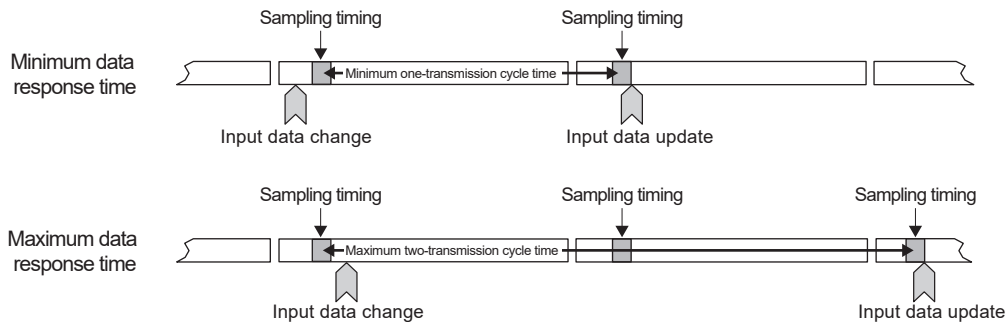 Sampling timing
Sampling timing
Minimum data
response time
Minimum one-transmission cycle time
Input data change
Input data update
Sampling timing
Sampling timing
Sampling timing
Maximum data
response time
Maximum two-transmission cycle time
Input data change
Input data update